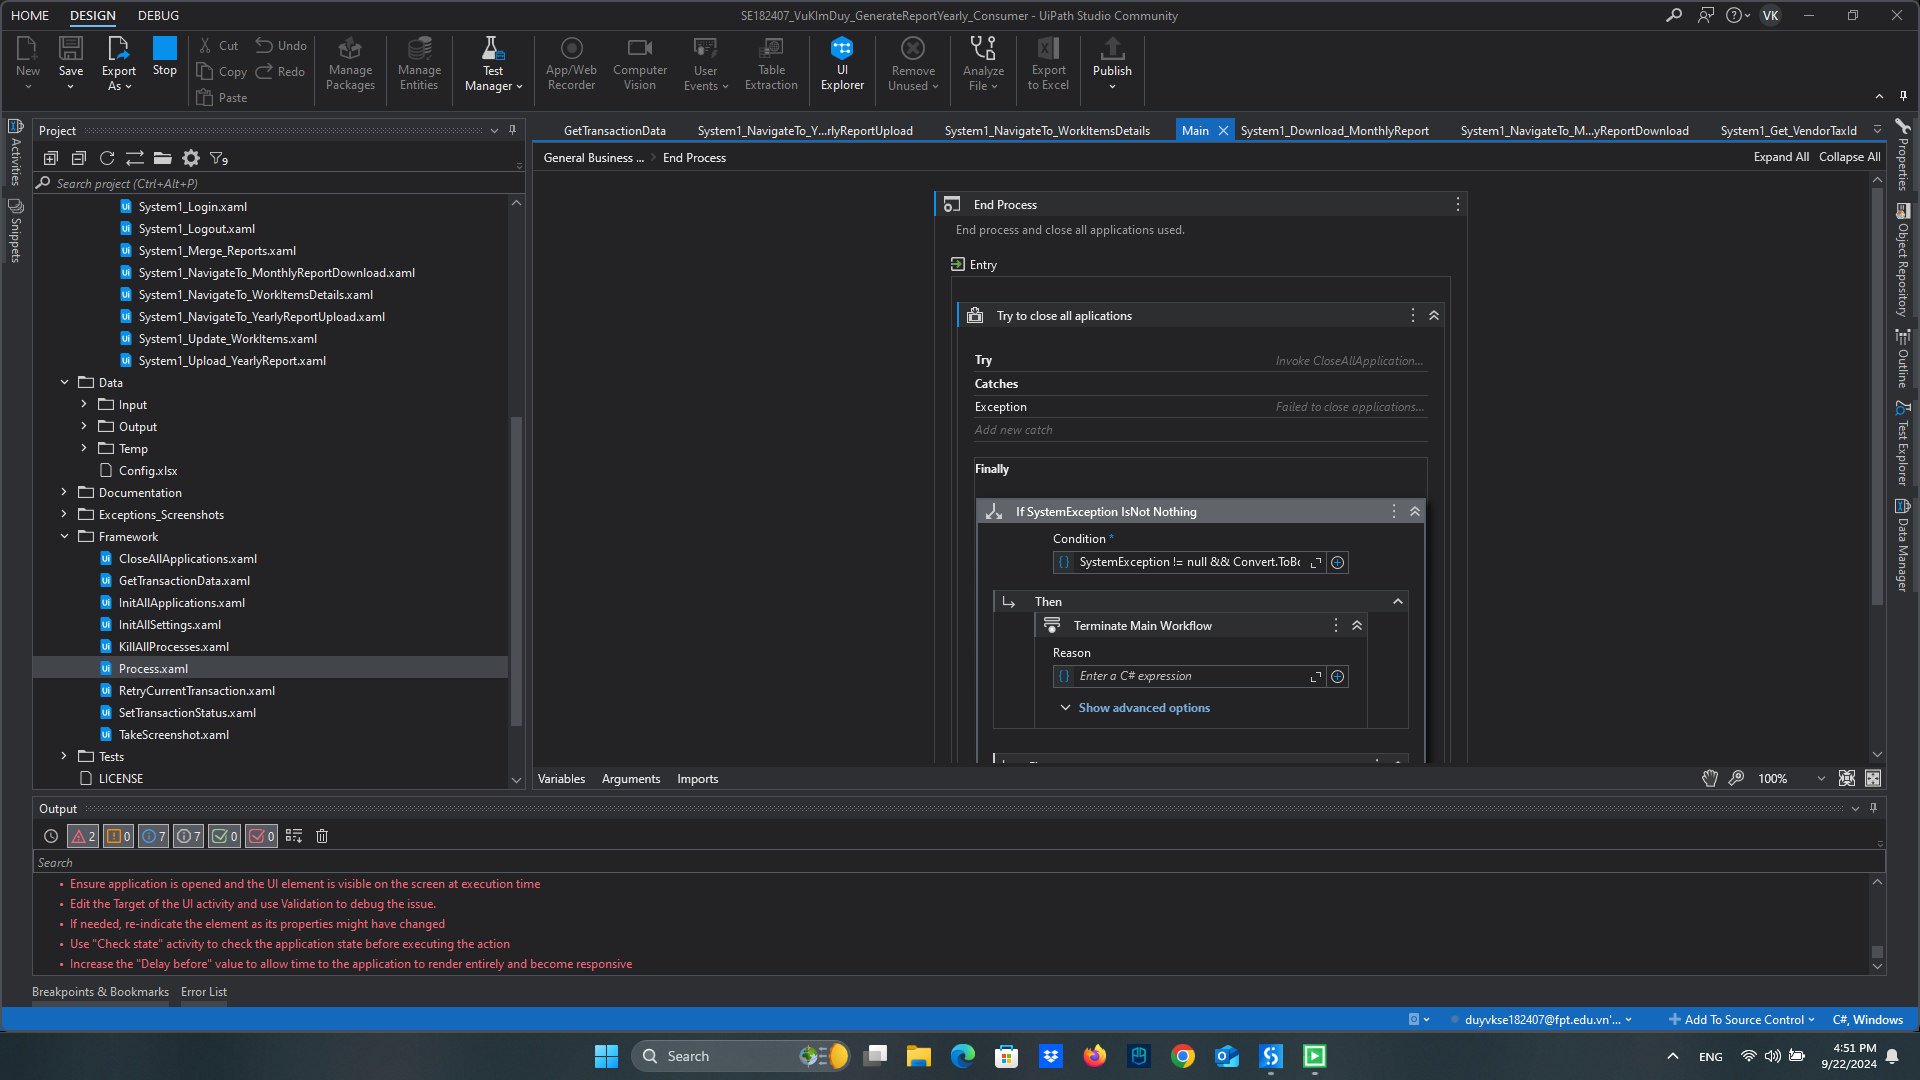 HOME DESIGN DEBUG
SE182407_VuKImDuy_GenerateReportYearly_Consumer - UiPath Studio Community
VK
New
Save
Export As
Stop
Cut
Copy
Paste
Undo
Redo
Manage Packages
Manage Entities
Test Manager
App/Web Recorder
Computer Vision
User Events
Table Extraction
UI Explorer
Remove Unused
Analyze File
Export to Excel
Publish
Activities
Snippets
Project
9
Search project (Ctrl+Alt+P)
System1_Login.xaml
System1_Logout.xaml
System1_Merge_Reports.xaml
System1_NavigateTo_MonthlyReportDownload.xaml
System1_NavigateTo_WorkItemsDetails.xaml
System1_NavigateTo_YearlyReportUpload.xaml
System1_Update_WorkItems.xaml
System1_Upload_YearlyReport.xaml
Data
Input
Output
Temp
Config.xlsx
Documentation
Exceptions_Screenshots
Framework
CloseAllApplications.xaml
GetTransactionData.xaml
InitAllApplications.xaml
InitAllSettings.xaml
KillAllProcesses.xaml
Process.xaml
RetryCurrentTransaction.xaml
SetTransactionStatus.xaml
TakeScreenshot.xaml
Tests
LICENSE
GetTransactionData System1_NavigateTo_Y...rlyReportUpload System1_NavigateTo_WorkItemsDetails Main System1_Download_MonthlyReport System1_NavigateTo_M...yReportDownload System1_Get_VendorTaxId
General Business ... > End Process
Expand All Collapse All
End Process
End process and close all applications used.
Entry
Try to close all aplications
Try Invoke CloseAllApplication...
Catches
Exception Failed to close applications...
Add new catch
Finally
If SystemException IsNot Nothing
Condition *
SystemException != null && Convert.ToBo
Then
Terminate Main Workflow
Reason
Enter a C# expression
Show advanced options
Variables Arguments Imports
100%
Properties
Object Repository
Outline
Test Explorer
Data Manager
Output
2 0 7 7 0 0
Search
• Ensure application is opened and the UI element is visible on the screen at execution time
• Edit the Target of the UI activity and use Validation to debug the issue.
• If needed, re-indicate the element as its properties might have changed
• Use "Check state" activity to check the application state before executing the action
• Increase the "Delay before" value to allow time to the application to render entirely and become responsive
Breakpoints & Bookmarks Error List
duyvkse182407@fpt.edu.vn'... Add To Source Control C#, Windows
Search
ENG
4:51 PM
9/22/2024